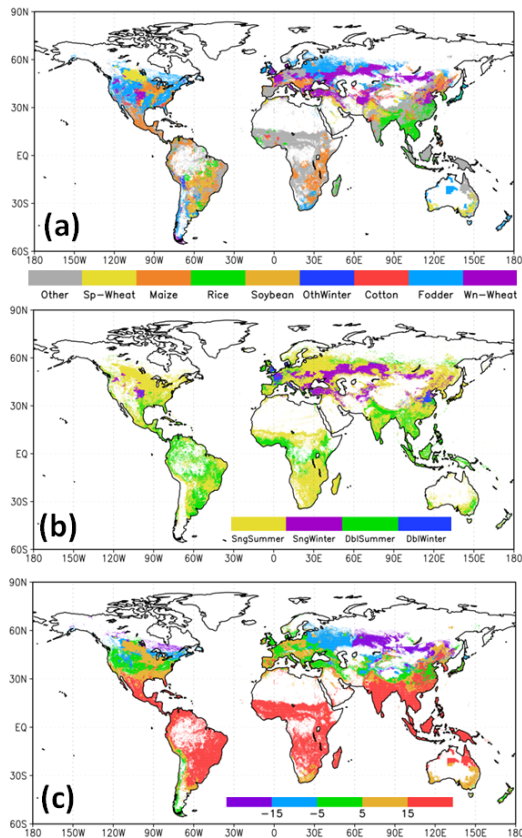 90N
60N
30N
EQ
30S
60S
(a)
180 150W 120W 90W 60W 30W 0 30E 60E 90E 120E 150E 180
Other Sp-Wheat Maize Rice Soybean OthWinter Cotton Fodder Wn-Wheat
90N
60N
30N
EQ
30S
60S
(b)
SngSummer SngWinter DblSummer DblWinter
180 150W 120W 90W 60W 30W 0 30E 60E 90E 120E 150E 180
90N
60N
30N
EQ
30S
60S
(c)
-15 -5 5 15
180 150W 120W 90W 60W 30W 0 30E 60E 90E 120E 150E 180